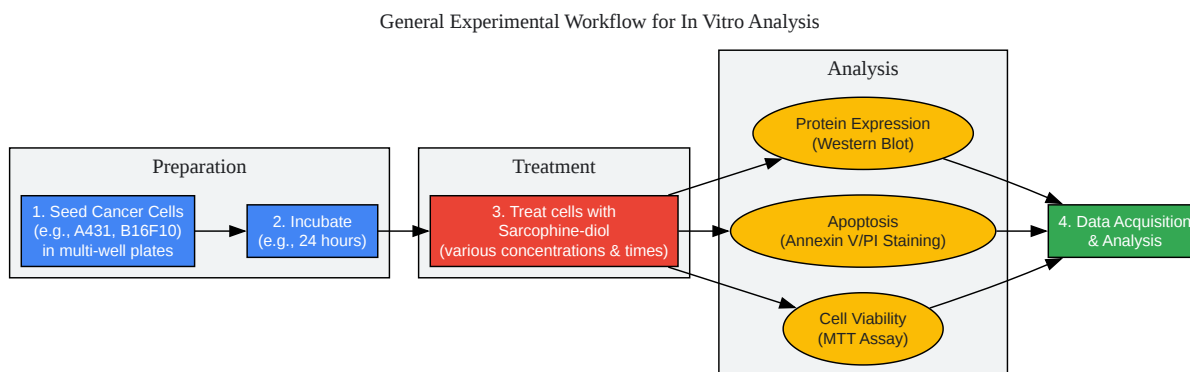 General Experimental Workflow for In Vitro Analysis
Preparation
1. Seed Cancer Cells
(e.g., A431, B16F10)
in multi-well plates
2. Incubate
(e.g., 24 hours)
Treatment
3. Treat cells with
Sarcophine-diol
(various concentrations & times)
Analysis
Protein Expression
(Western Blot)
Apoptosis
(Annexin V/PI Staining)
Cell Viability
(MTT Assay)
4. Data Acquisition
& Analysis